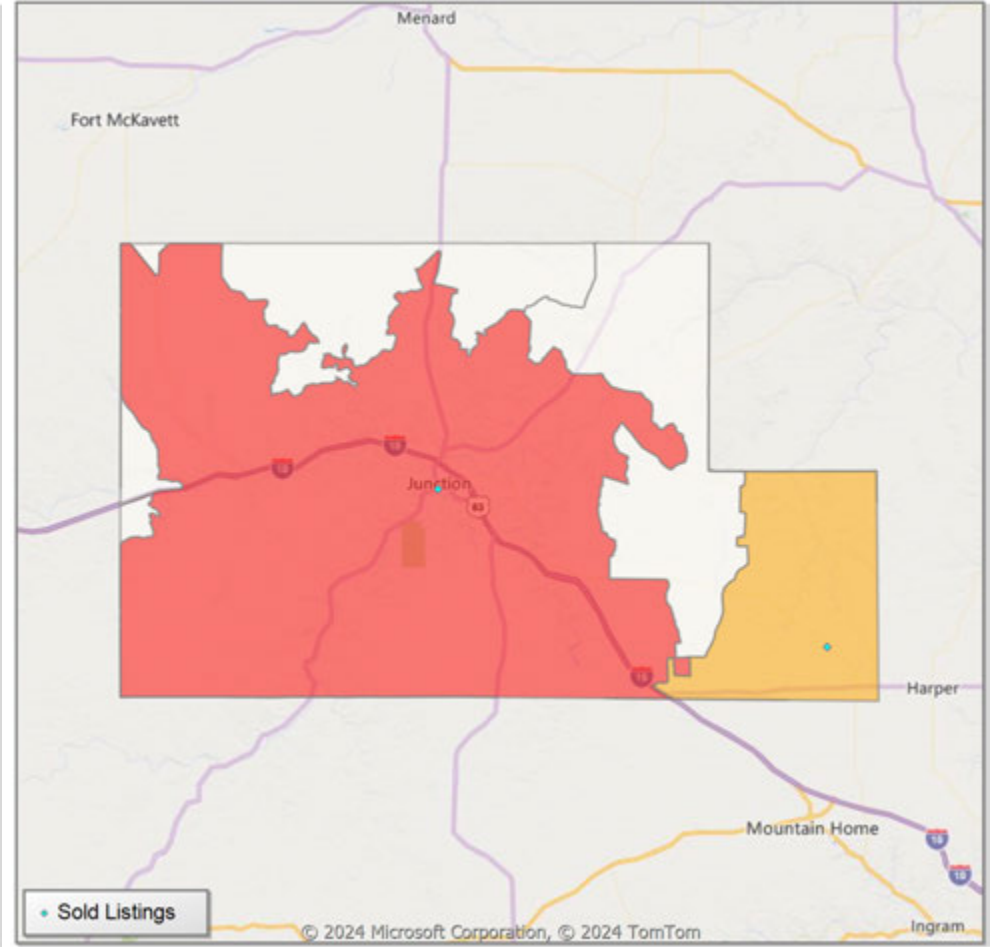 Menard
Fort McKavett
10
10
Junction
83
10
Harper
Mountain Home
10
10
Sold Listings
Ingram
© 2024 Microsoft Corporation, © 2024 TomTom